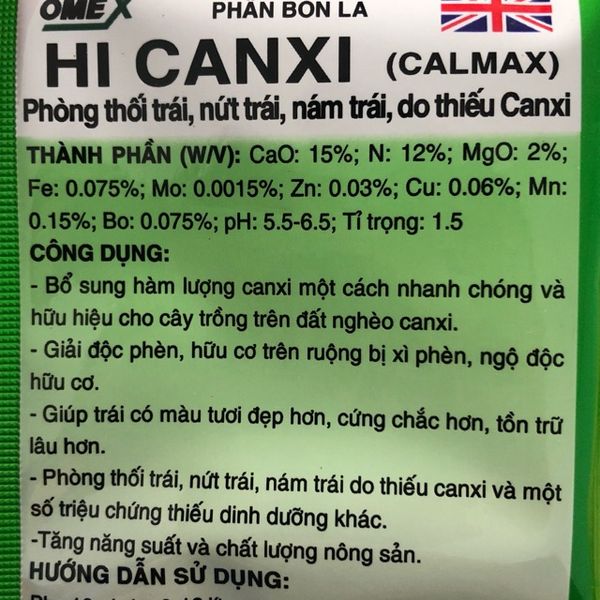 OMEX
PHÂN BÓN LÁ
HI CANXI (CALMAX)
Phòng thối trái, nứt trái, nám trái, do thiếu Canxi
THÀNH PHẦN (W/V): CaO: 15%; N: 12%; MgO: 2%;
Fe: 0.075%; Mo: 0.0015%; Zn: 0.03%; Cu: 0.06%; Mn:
0.15%; Bo: 0.075%; pH: 5.5-6.5; Tỉ trọng: 1.5
CÔNG DỤNG:
- Bổ sung hàm lượng canxi một cách nhanh chóng và
hữu hiệu cho cây trồng trên đất nghèo canxi.
- Giải độc phèn, hữu cơ trên ruộng bị xì phèn, ngộ độc
hữu cơ.
- Giúp trái có màu tươi đẹp hơn, cứng chắc hơn, tồn trữ
lâu hơn.
- Phòng thối trái, nứt trái, nám trái do thiếu canxi và một
số triệu chứng thiếu dinh dưỡng khác.
-Tăng năng suất và chất lượng nông sản.
HƯỚNG DẪN SỬ DỤNG: